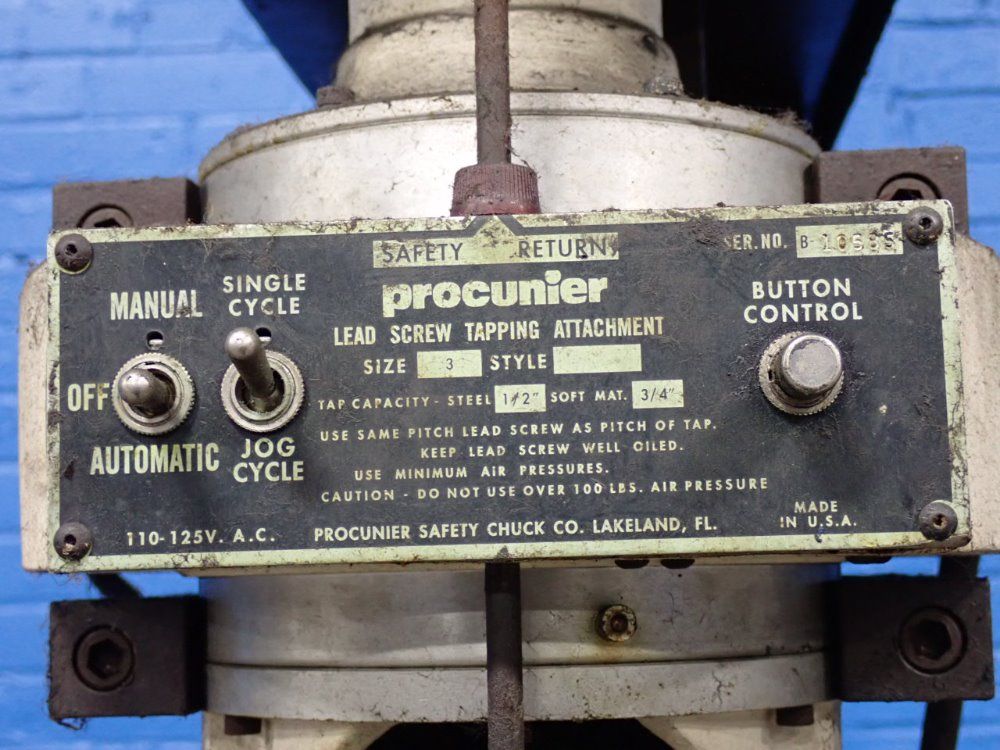 SAFETY RETURN
SER. NO. B
procunier
LEAD SCREW TAPPING ATTACHMENT
SIZE 3 STYLE
TAP CAPACITY - STEEL 1/2" SOFT MAT. 3/4"
USE SAME PITCH LEAD SCREW AS PITCH OF TAP.
KEEP LEAD SCREW WELL OILED.
USE MINIMUM AIR PRESSURES.
CAUTION - DO NOT USE OVER 100 LBS. AIR PRESSURE
MANUAL
SINGLE
CYCLE
OFF
AUTOMATIC
JOG
CYCLE
BUTTON
CONTROL
110-125V. A.C.
PROCUNIER SAFETY CHUCK CO. LAKELAND, FL.
MADE
IN U.S.A.